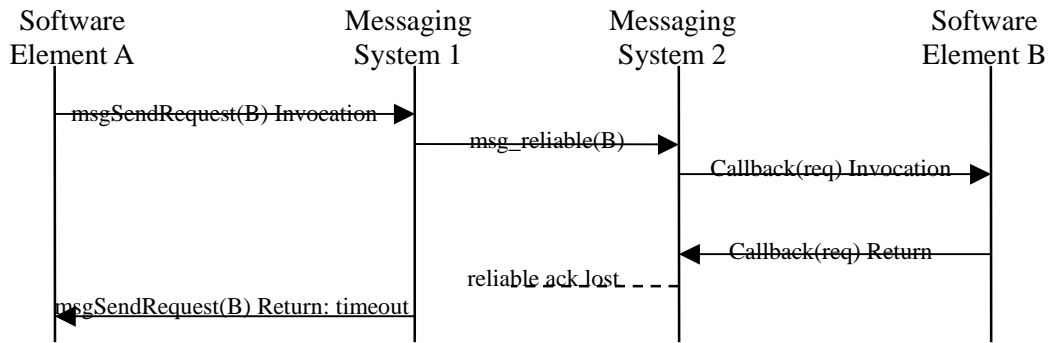 Software
Element A
Messaging
System 1
Messaging
System 2
Software
Element B
msgSendRequest(B) Invocation
msg_reliable(B)
Callback(req) Invocation
Callback(req) Return
reliable ack lost
msgSendRequest(B) Return: timeout